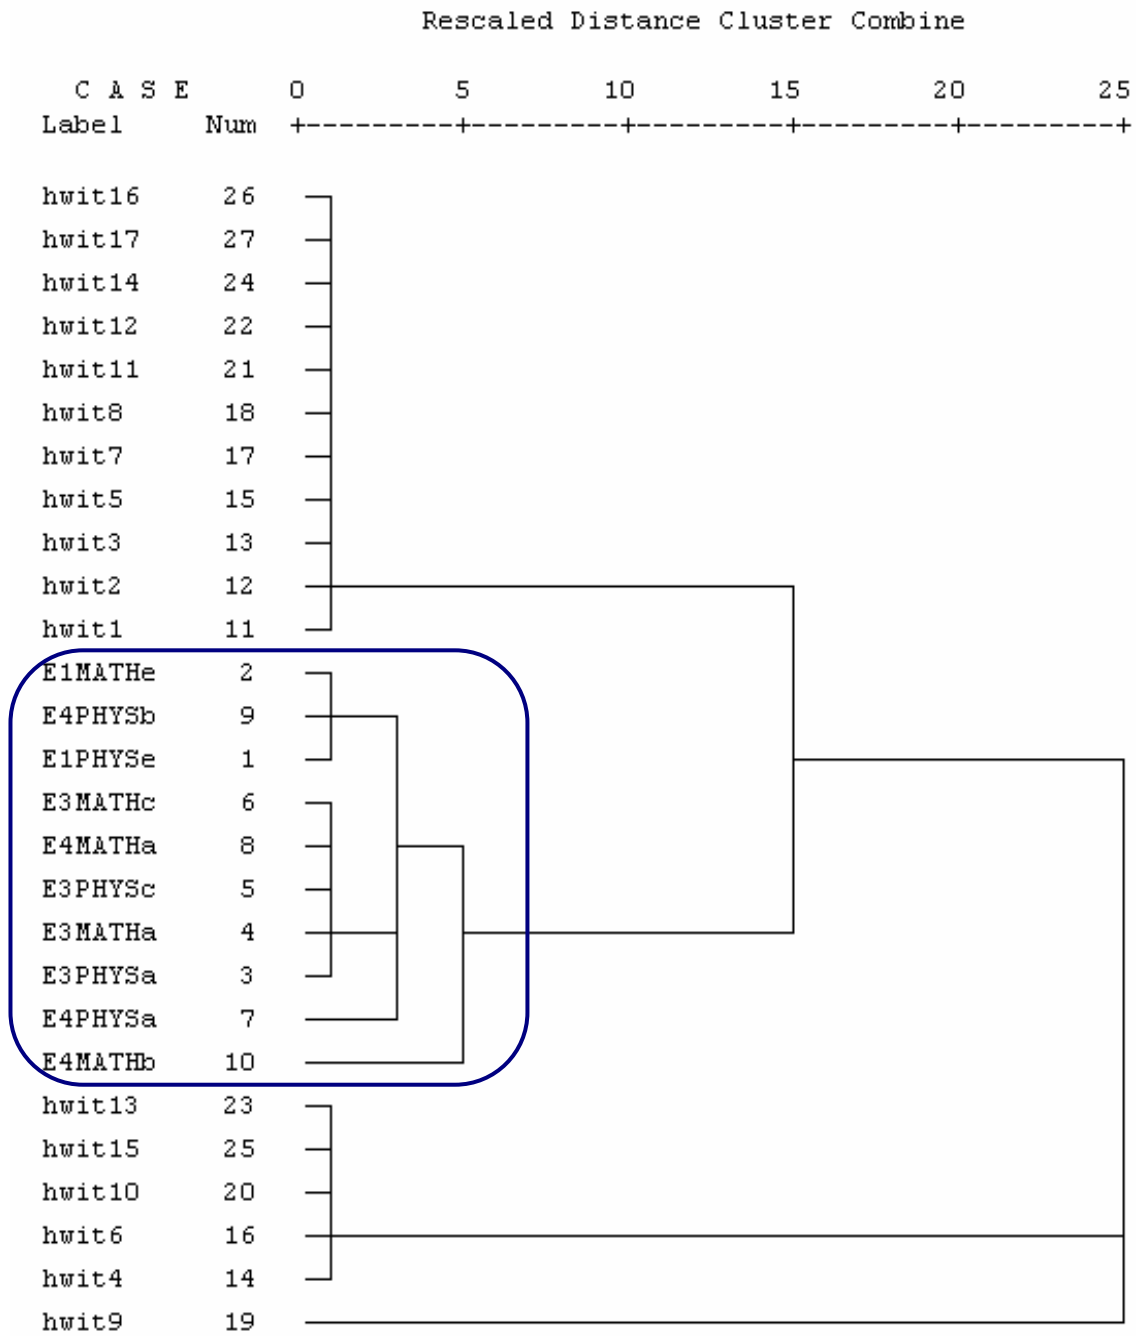 Rescaled Distance Cluster Combine
C A S E 0 5 10 15 20 25
Label Num +---------+---------+---------+---------+---------+
hwit16 26
hwit17 27
hwit14 24
hwit12 22
hwit11 21
hwit8 18
hwit7 17
hwit5 15
hwit3 13
hwit2 12
hwit1 11
E1MATHe 2
E4PHYSb 9
E1PHYSe 1
E3MATHc 6
E4MATHa 8
E3PHYSc 5
E3MATHa 4
E3PHYSa 3
E4PHYSa 7
E4MATHb 10
hwit13 23
hwit15 25
hwit10 20
hwit6 16
hwit4 14
hwit9 19